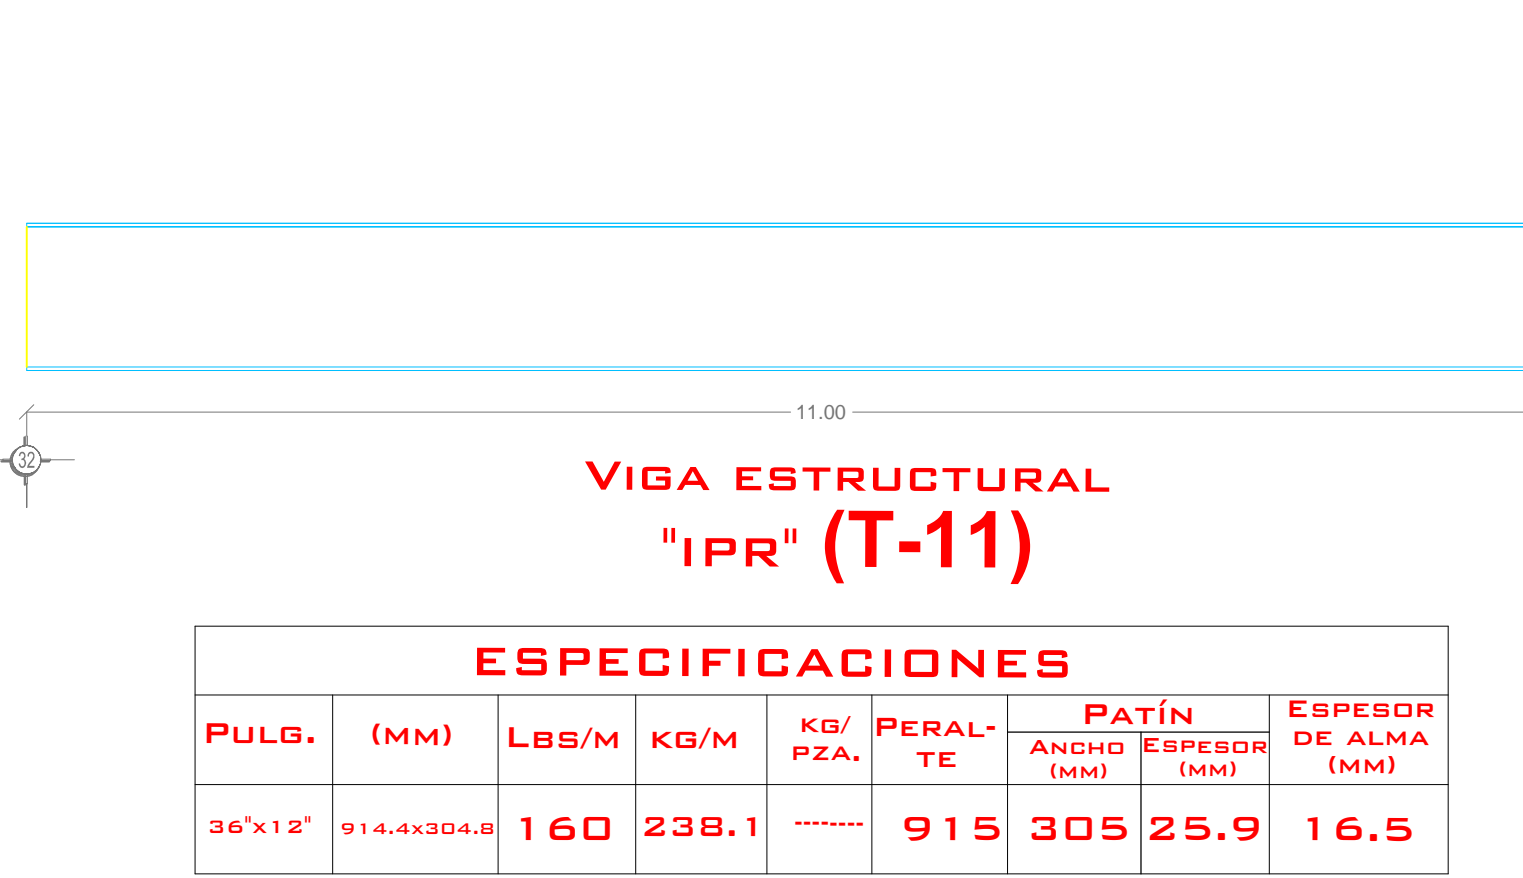 11.00
32
VIGA ESTRUCTURAL
"IPR" (T-11)
ESPECIFICACIONES
PULG.
(MM)
LBS/M
KG/M
KG/
PZA.
PERAL-
TE
PATÍN
ANCHO
(MM)
ESPESOR
(MM)
ESPESOR
DE ALMA
(MM)
36"x12"
914.4x304.8
160
238.1
--------
915
305
25.9
16.5